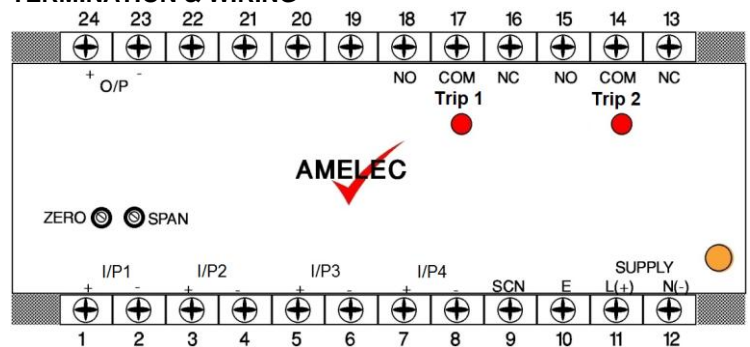 TERMINATION & WIRING
24 23 22 21 20 19 18 17 16 15 14 13
+ - NO COM NC NO COM NC
O/P Trip 1 Trip 2
AMELEC
ZERO SPAN
I/P1 I/P2 I/P3 I/P4 SUPPLY
+ - + - + - + - SCN E L(+) N(-)
1 2 3 4 5 6 7 8 9 10 11 12